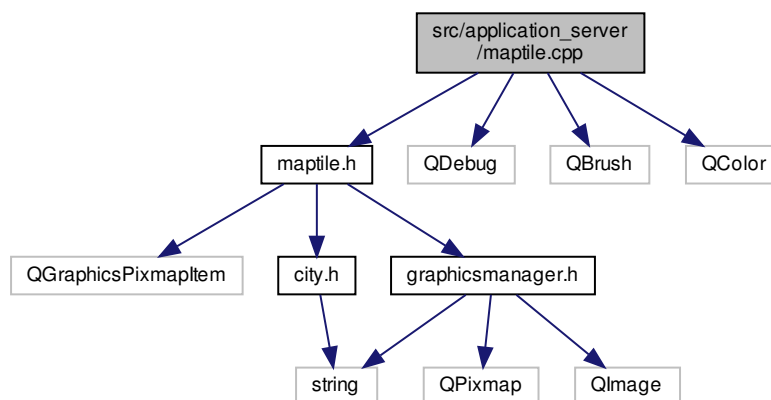 src/application_server
/maptile.cpp
maptile.h
QDebug
QBrush
QColor
QGraphicsPixmapItem
city.h
graphicsmanager.h
string
QPixmap
QImage